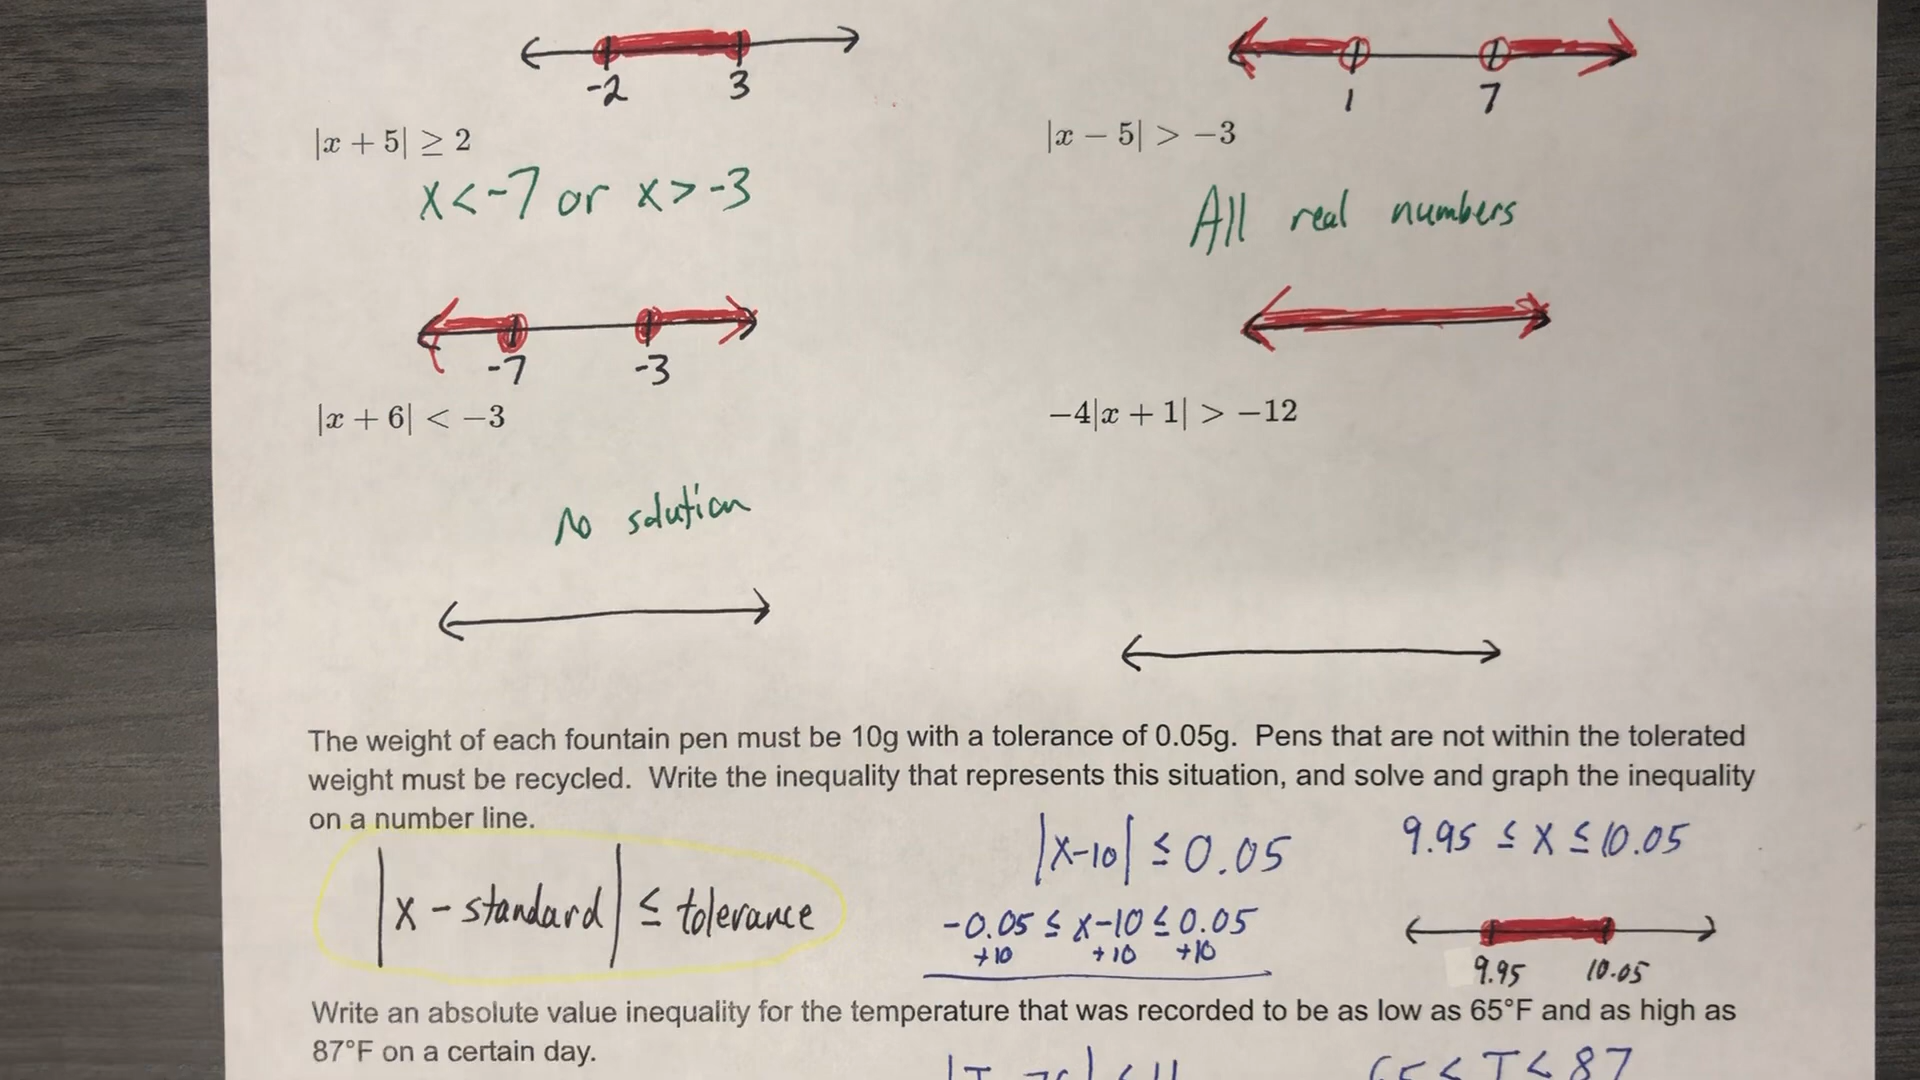 -2 3
1 7
|x + 5| ≥ 2
|x − 5| > −3
x < -7 or x > -3
All real numbers
-7 -3
|x + 6| < −3
−4|x + 1| > −12
No solution
The weight of each fountain pen must be 10g with a tolerance of 0.05g. Pens that are not within the tolerated
weight must be recycled. Write the inequality that represents this situation, and solve and graph the inequality
on a number line.
|x-10| ≤ 0.05
9.95 ≤ x ≤ 10.05
|x - standard| ≤ tolerance
-0.05 ≤ x-10 ≤ 0.05
+10 +10 +10
9.95 10.05
Write an absolute value inequality for the temperature that was recorded to be as low as 65°F and as high as
87°F on a certain day.